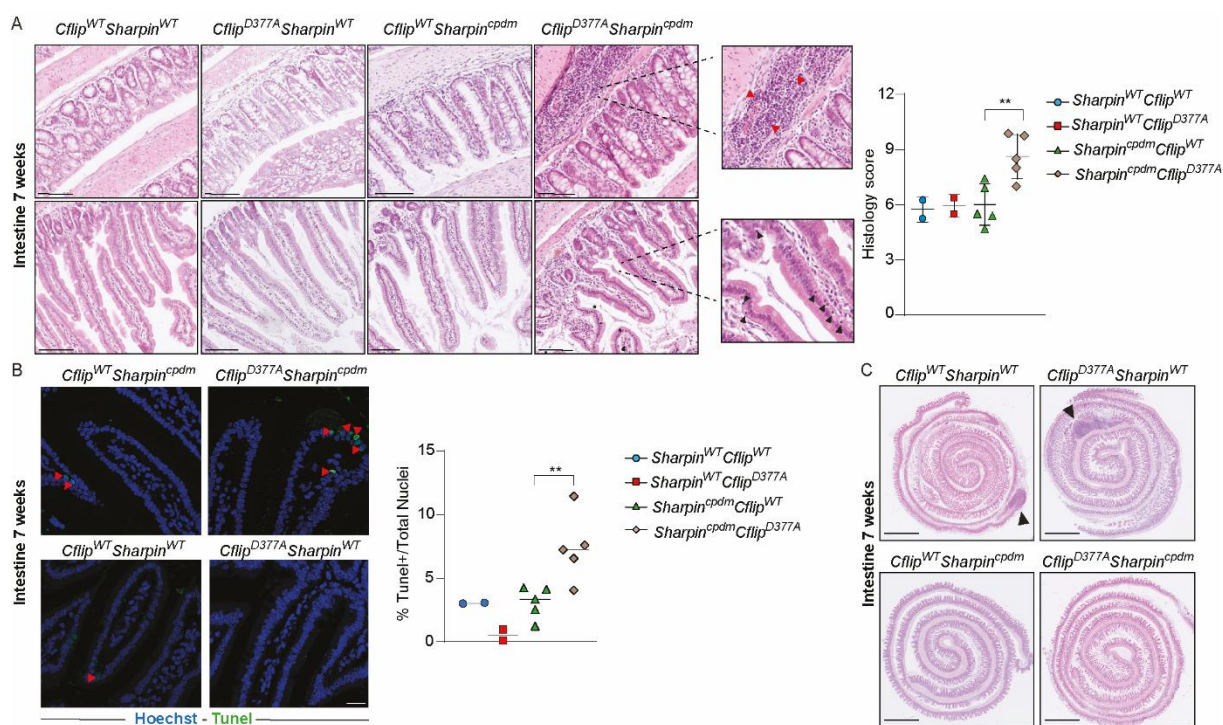 A
Cflip^WT Sharpin^WT
Cflip^D377A Sharpin^WT
Cflip^WT Sharpin^cpdm
Cflip^D377A Sharpin^cpdm
Intestine 7 weeks
Histology score
12
9
6
3
0
**
Sharpin^WT Cflip^WT
Sharpin^WT Cflip^D377A
Sharpin^cpdm Cflip^WT
Sharpin^cpdm Cflip^D377A
B
Cflip^WT Sharpin^cpdm
Cflip^D377A Sharpin^cpdm
Cflip^WT Sharpin^WT
Cflip^D377A Sharpin^WT
Intestine 7 weeks
Hoechst - Tunel
% Tunel+/Total Nuclei
15
10
5
0
**
Sharpin^WT Cflip^WT
Sharpin^WT Cflip^D377A
Sharpin^cpdm Cflip^WT
Sharpin^cpdm Cflip^D377A
C
Cflip^WT Sharpin^WT
Cflip^D377A Sharpin^WT
Intestine 7 weeks
Cflip^WT Sharpin^cpdm
Cflip^D377A Sharpin^cpdm